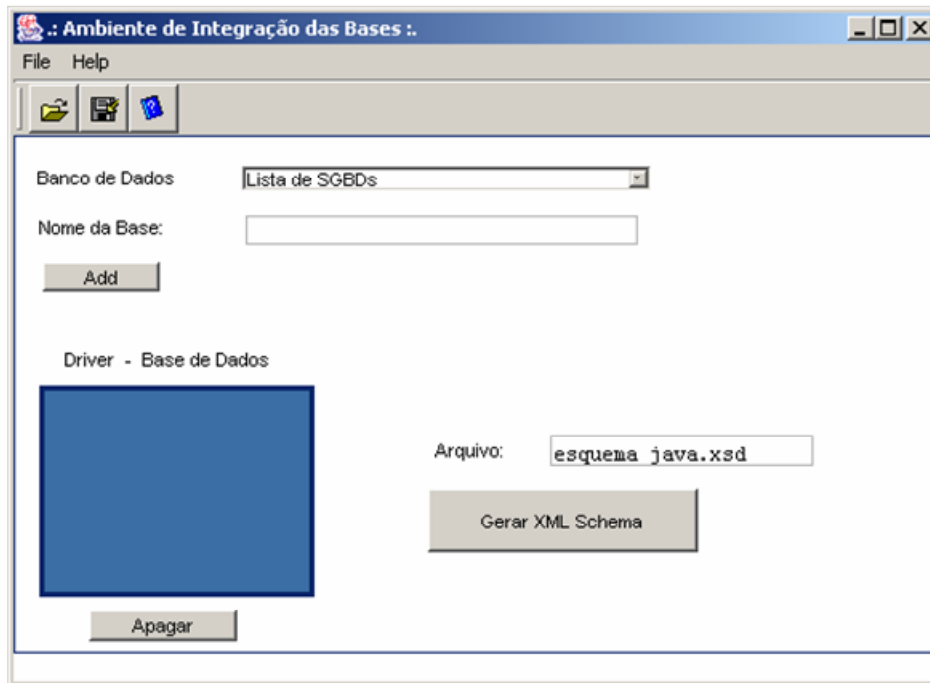 .: Ambiente de Integração das Bases :.
File Help
Banco de Dados Lista de SGBDs
Nome da Base:
Add
Driver - Base de Dados
Arquivo: esquema java.xsd
Gerar XML Schema
Apagar